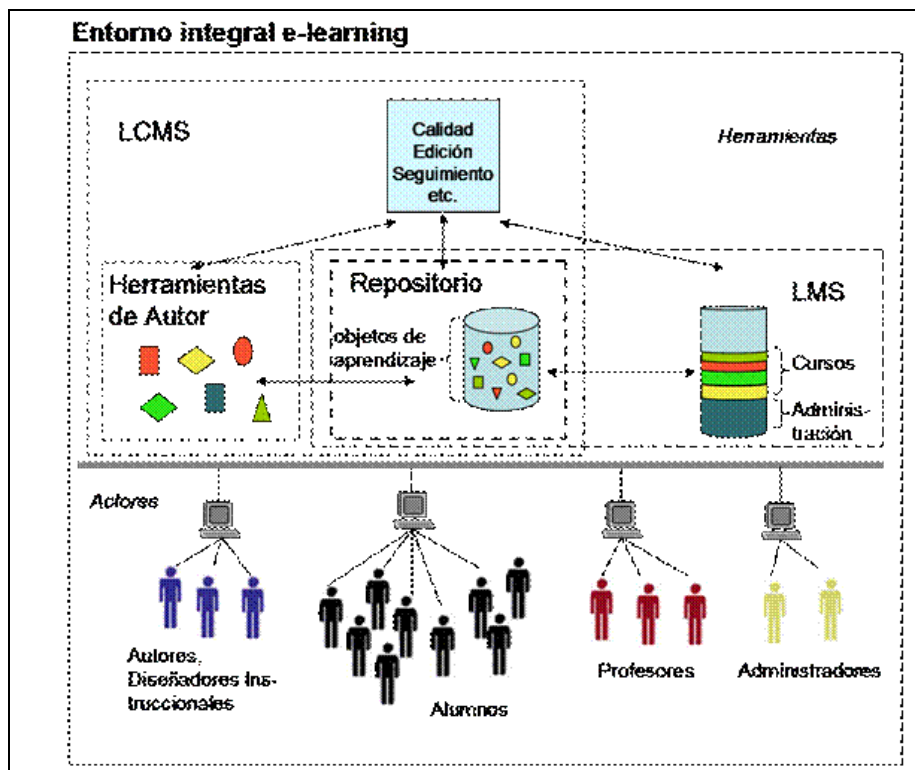 Entorno integral e-learning
LCMS
Calidad
Edición
Seguimiento
etc.
Herramientas
Herramientas
de Autor
Repositorio
objetos de
aprendizaje
LMS
Cursos
Adminis-
tración
Actores
Autores,
Diseñadores Ins-
truccionales
Alumnos
Profesores
Administradores